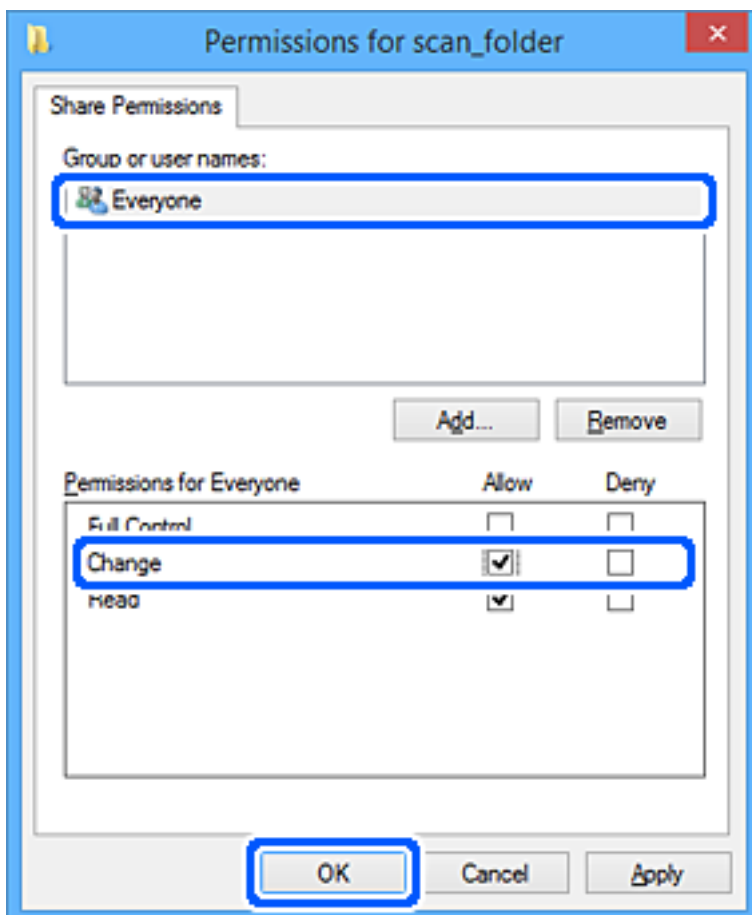 Permissions for scan_folder
Share Permissions
Group or user names:
Everyone
Add... Remove
Permissions for Everyone Allow Deny
Full Control
Change
Read
OK Cancel Apply